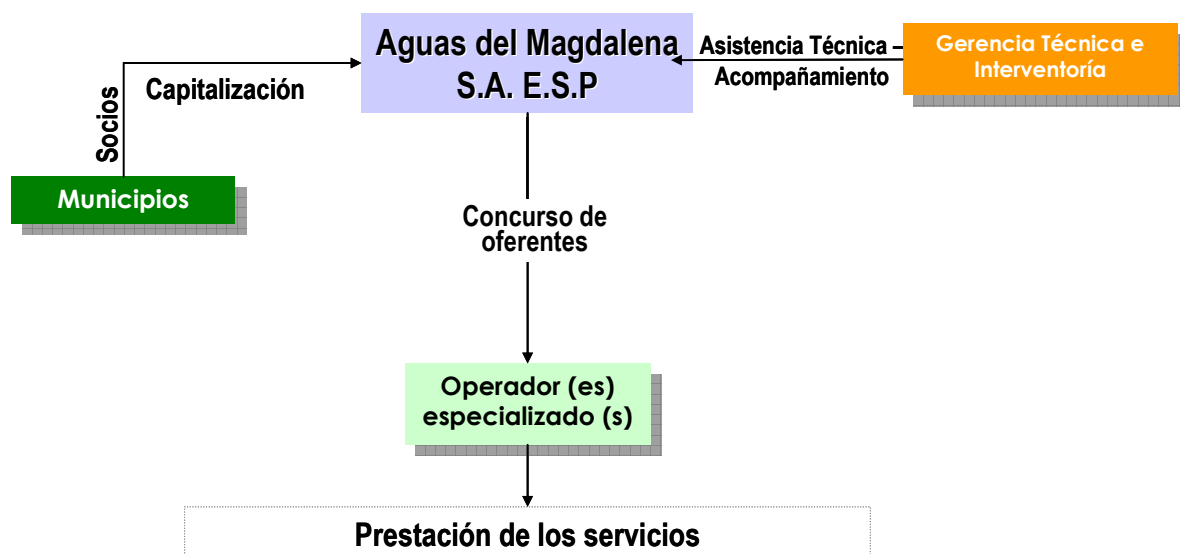 Aguas del Magdalena
S.A. E.S.P
Asistencia Técnica –
Acompañamiento
Gerencia Técnica e
Interventoría
Capitalización
Socios
Municipios
Concurso de
oferentes
Operador (es)
especializado (s)
Prestación de los servicios